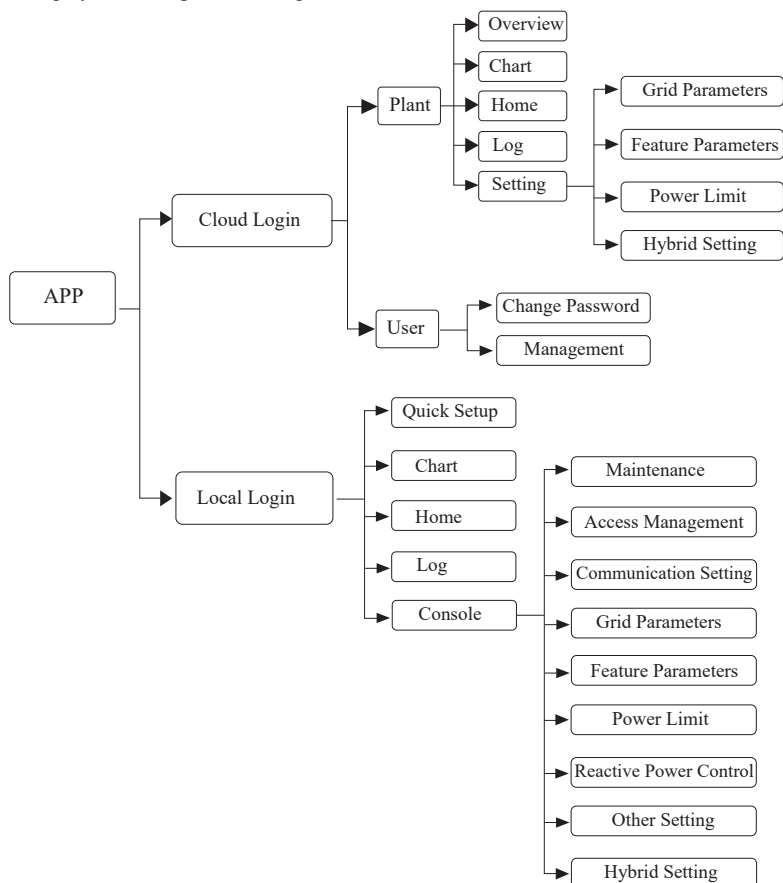 Overview
Chart
Plant
Home
Log
Setting
Grid Parameters
Feature Parameters
Power Limit
Hybrid Setting
Cloud Login
APP
User
Change Password
Management
Quick Setup
Chart
Local Login
Home
Log
Console
Maintenance
Access Management
Communication Setting
Grid Parameters
Feature Parameters
Power Limit
Reactive Power Control
Other Setting
Hybrid Setting